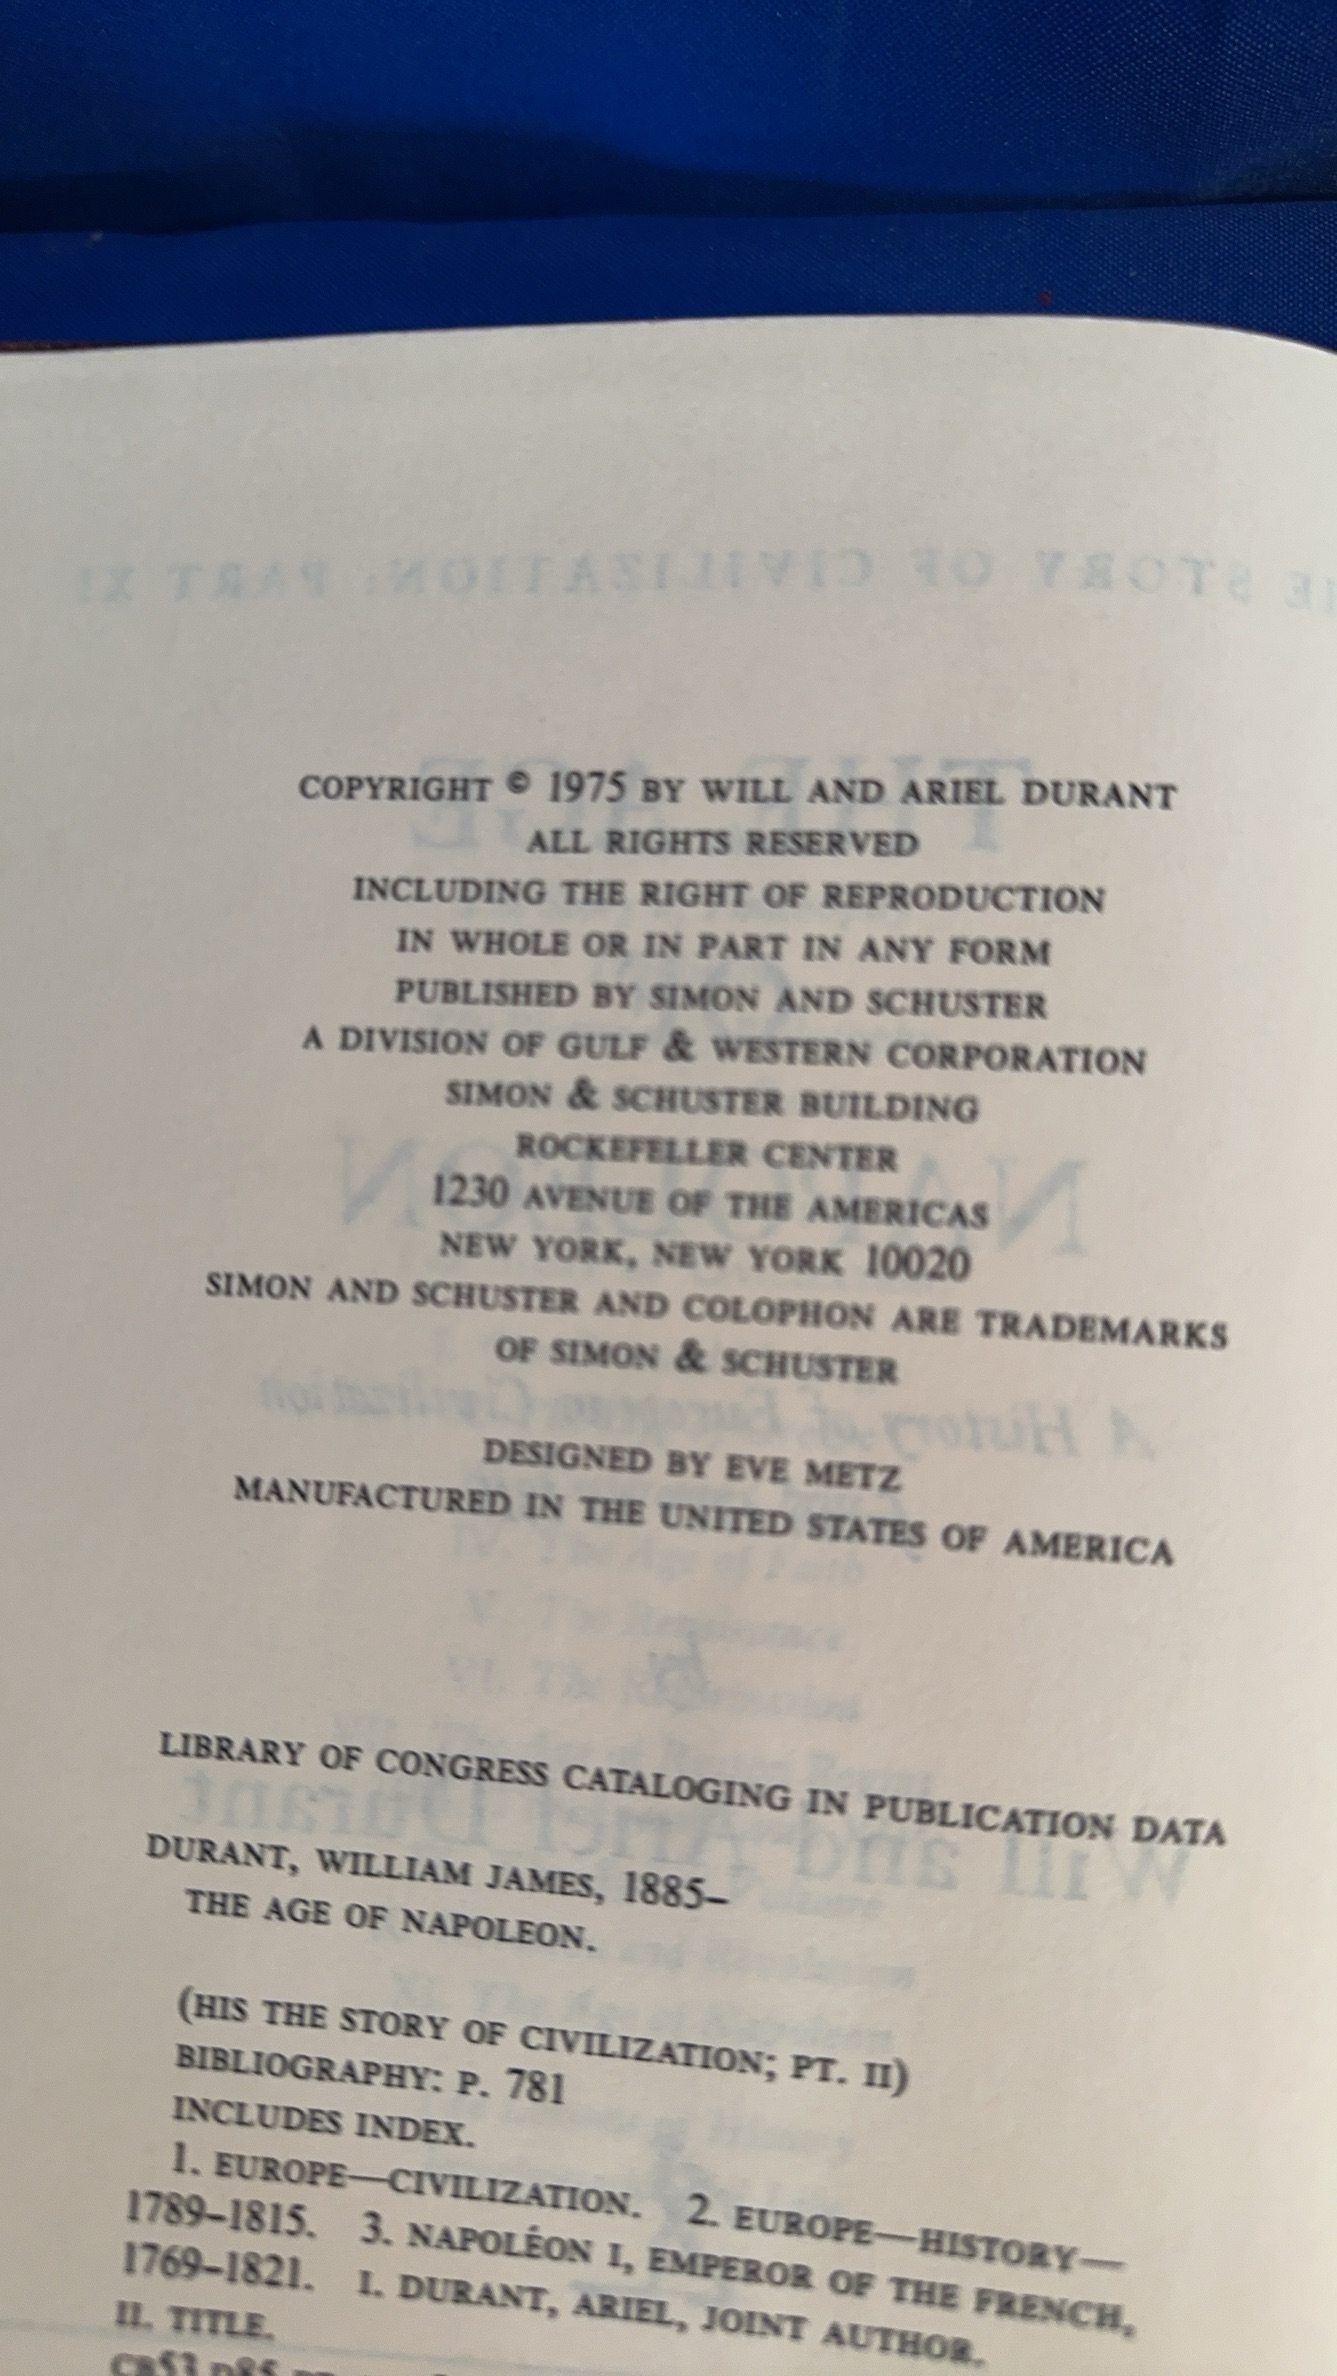 COPYRIGHT © 1975 BY WILL AND ARIEL DURANT
ALL RIGHTS RESERVED
INCLUDING THE RIGHT OF REPRODUCTION
IN WHOLE OR IN PART IN ANY FORM
PUBLISHED BY SIMON AND SCHUSTER
A DIVISION OF GULF & WESTERN CORPORATION
SIMON & SCHUSTER BUILDING
ROCKEFELLER CENTER
1230 AVENUE OF THE AMERICAS
NEW YORK, NEW YORK 10020
SIMON AND SCHUSTER AND COLOPHON ARE TRADEMARKS
OF SIMON & SCHUSTER
DESIGNED BY EVE METZ
MANUFACTURED IN THE UNITED STATES OF AMERICA
LIBRARY OF CONGRESS CATALOGING IN PUBLICATION DATA
DURANT, WILLIAM JAMES, 1885–
THE AGE OF NAPOLEON.
(HIS THE STORY OF CIVILIZATION; PT. II)
BIBLIOGRAPHY: P. 781
INCLUDES INDEX.
1. EUROPE—CIVILIZATION. 2. EUROPE—HISTORY—
1789–1815. 3. NAPOLÉON I, EMPEROR OF THE FRENCH,
1769–1821. I. DURANT, ARIEL, JOINT AUTHOR.
II. TITLE.